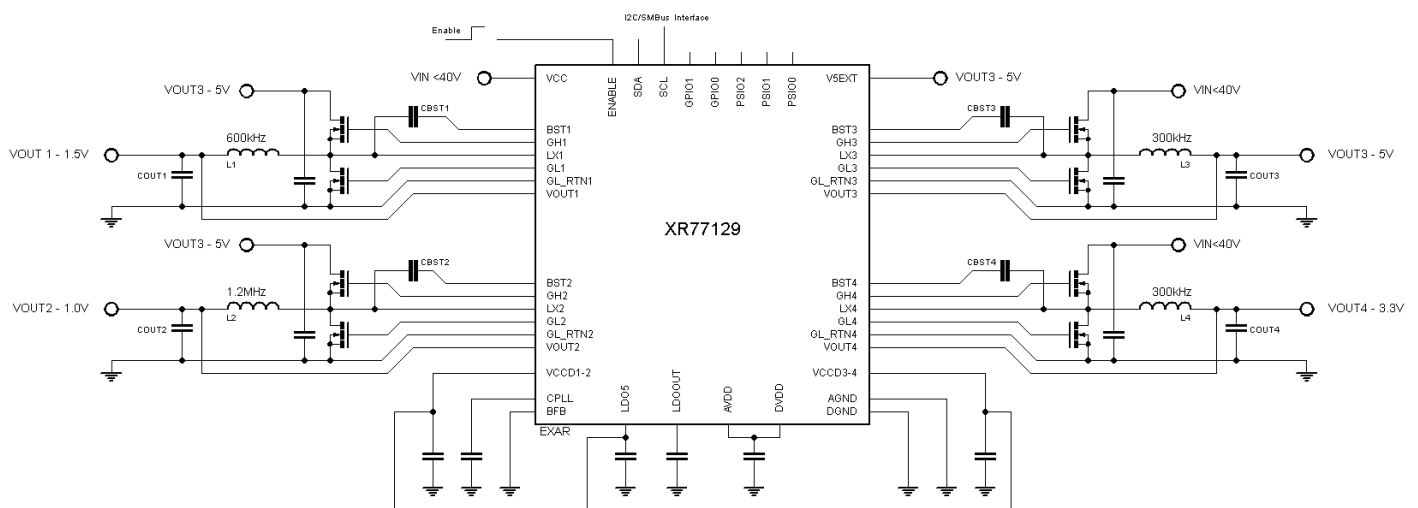 I2C/SMBus Interface
Enable
VIN <40V
VCC
ENABLE
SDA
SCL
GPIO1
GPIO0
PSIO2
PSIO1
PSIO0
V5EXT
VOUT3 - 5V
VOUT3 - 5V
CBST1
BST1
GH1
600kHz
VOUT 1 - 1.5V
L1
LX1
COUT1
GL1
GL_RTN1
VOUT1
CBST3
VIN<40V
BST3
GH3
300kHz
LX3
L3
VOUT3 - 5V
GL3
COUT3
GL_RTN3
VOUT3
XR77129
VOUT3 - 5V
CBST2
BST2
1.2MHz
GH2
VOUT2 - 1.0V
L2
LX2
COUT2
GL2
GL_RTN2
VOUT2
VIN<40V
CBST4
BST4
300kHz
GH4
LX4
L4
VOUT4 - 3.3V
GL4
COUT4
GL_RTN4
VOUT4
VCCD1-2
VCCD3-4
CPLL
BFB
LDO5
LDOOUT
AVDD
DVDD
AGND
DGND
EXAR